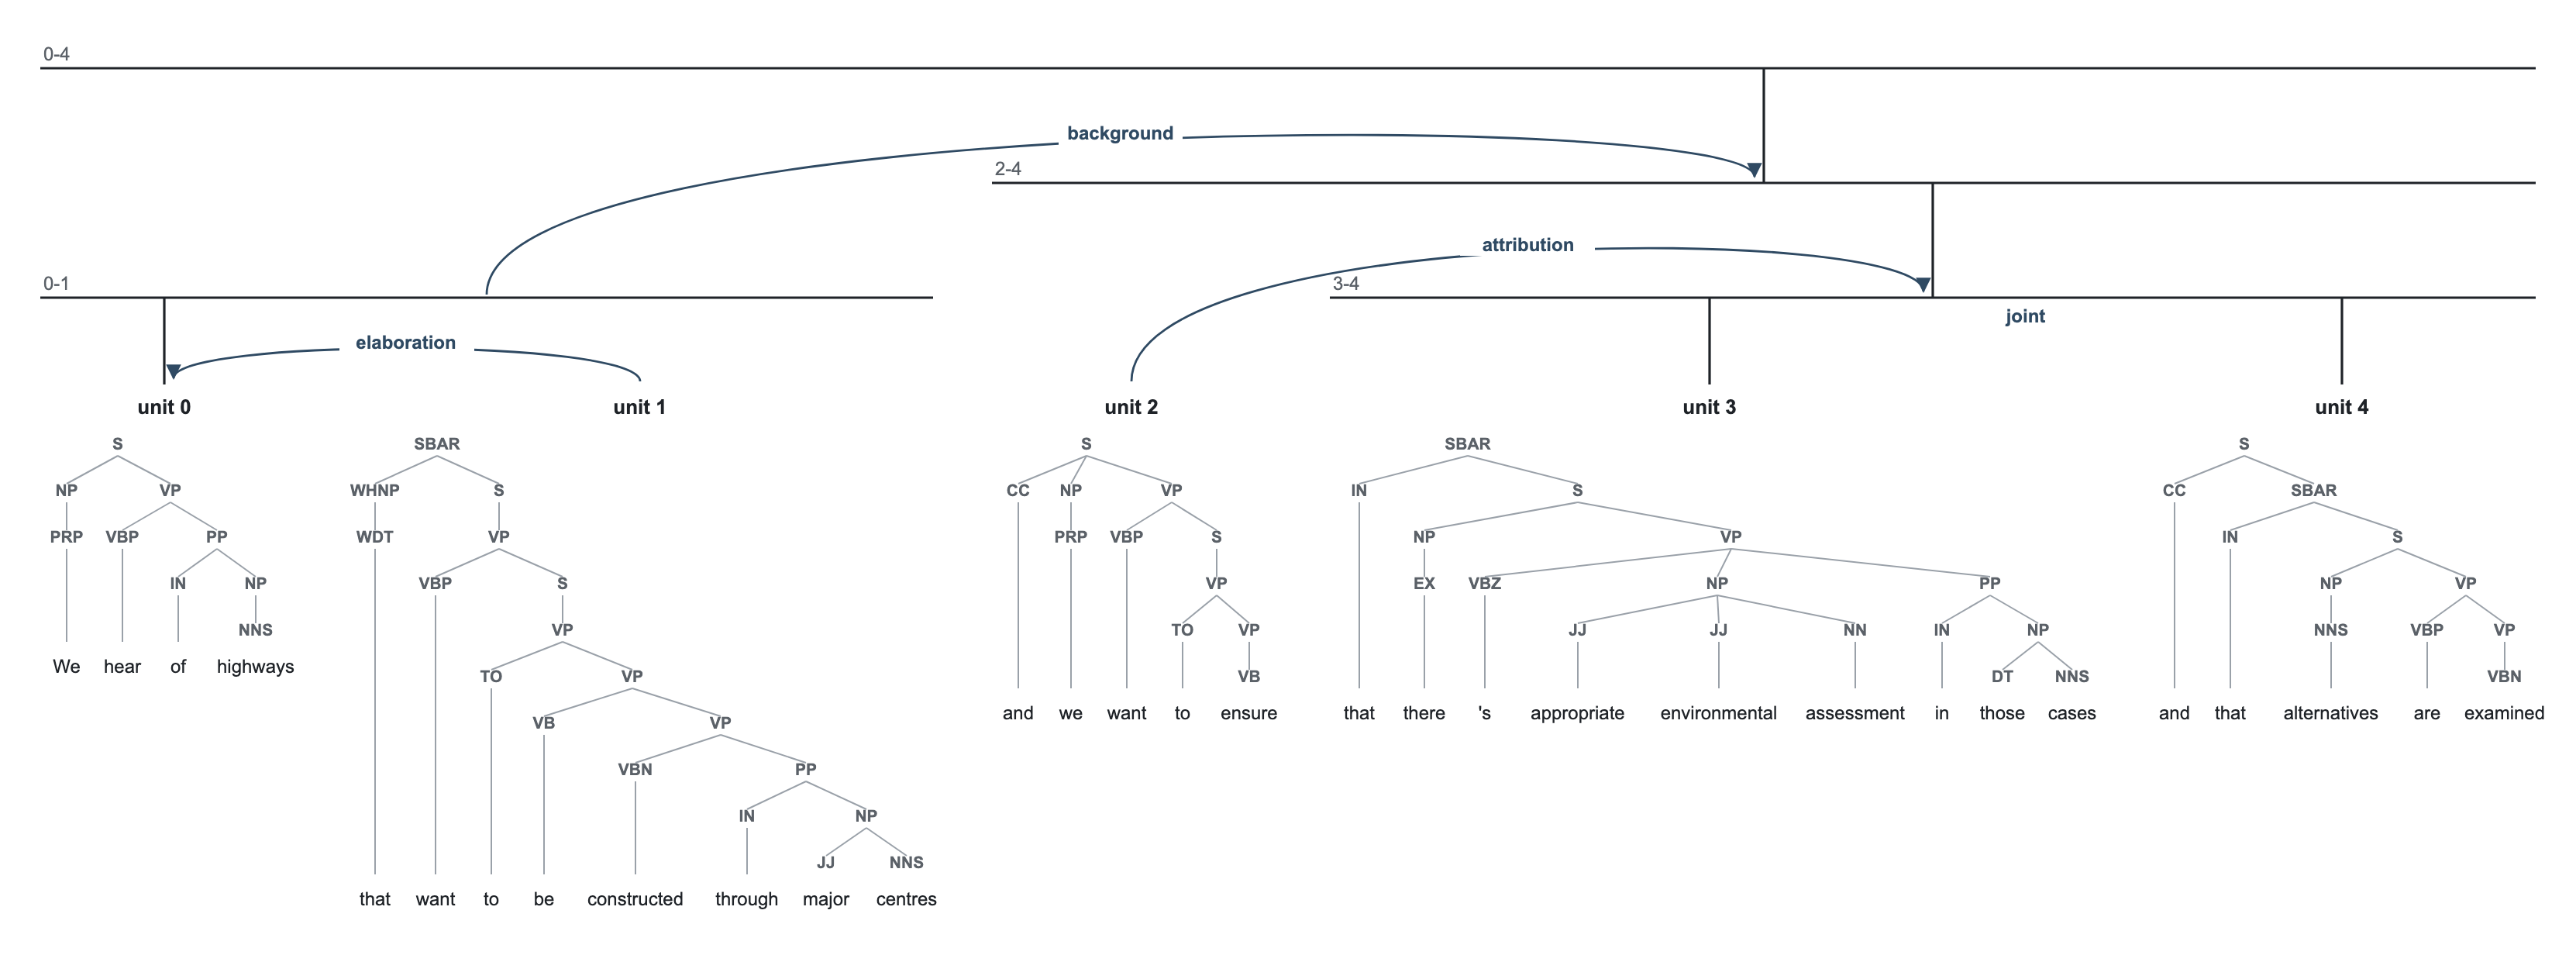 0-4
background
2-4
attribution
0-1
3-4
joint
elaboration
unit 0 unit 1 unit 2 unit 3 unit 4
S SBAR S SBAR S
NP VP WHNP S CC NP VP IN S CC SBAR
PRP VBP PP WDT VP PRP VBP S NP VP IN S
IN NP VBP S VP EX VBZ NP PP NP VP
NNS VP TO VP JJ JJ NN IN NP NNS VBP VP
We hear of highways
TO VP VB DT NNS VBN
and we want to ensure that there 's appropriate environmental assessment in those cases and that alternatives are examined
VB VP
VBN PP
IN NP
JJ NNS
that want to be constructed through major centres